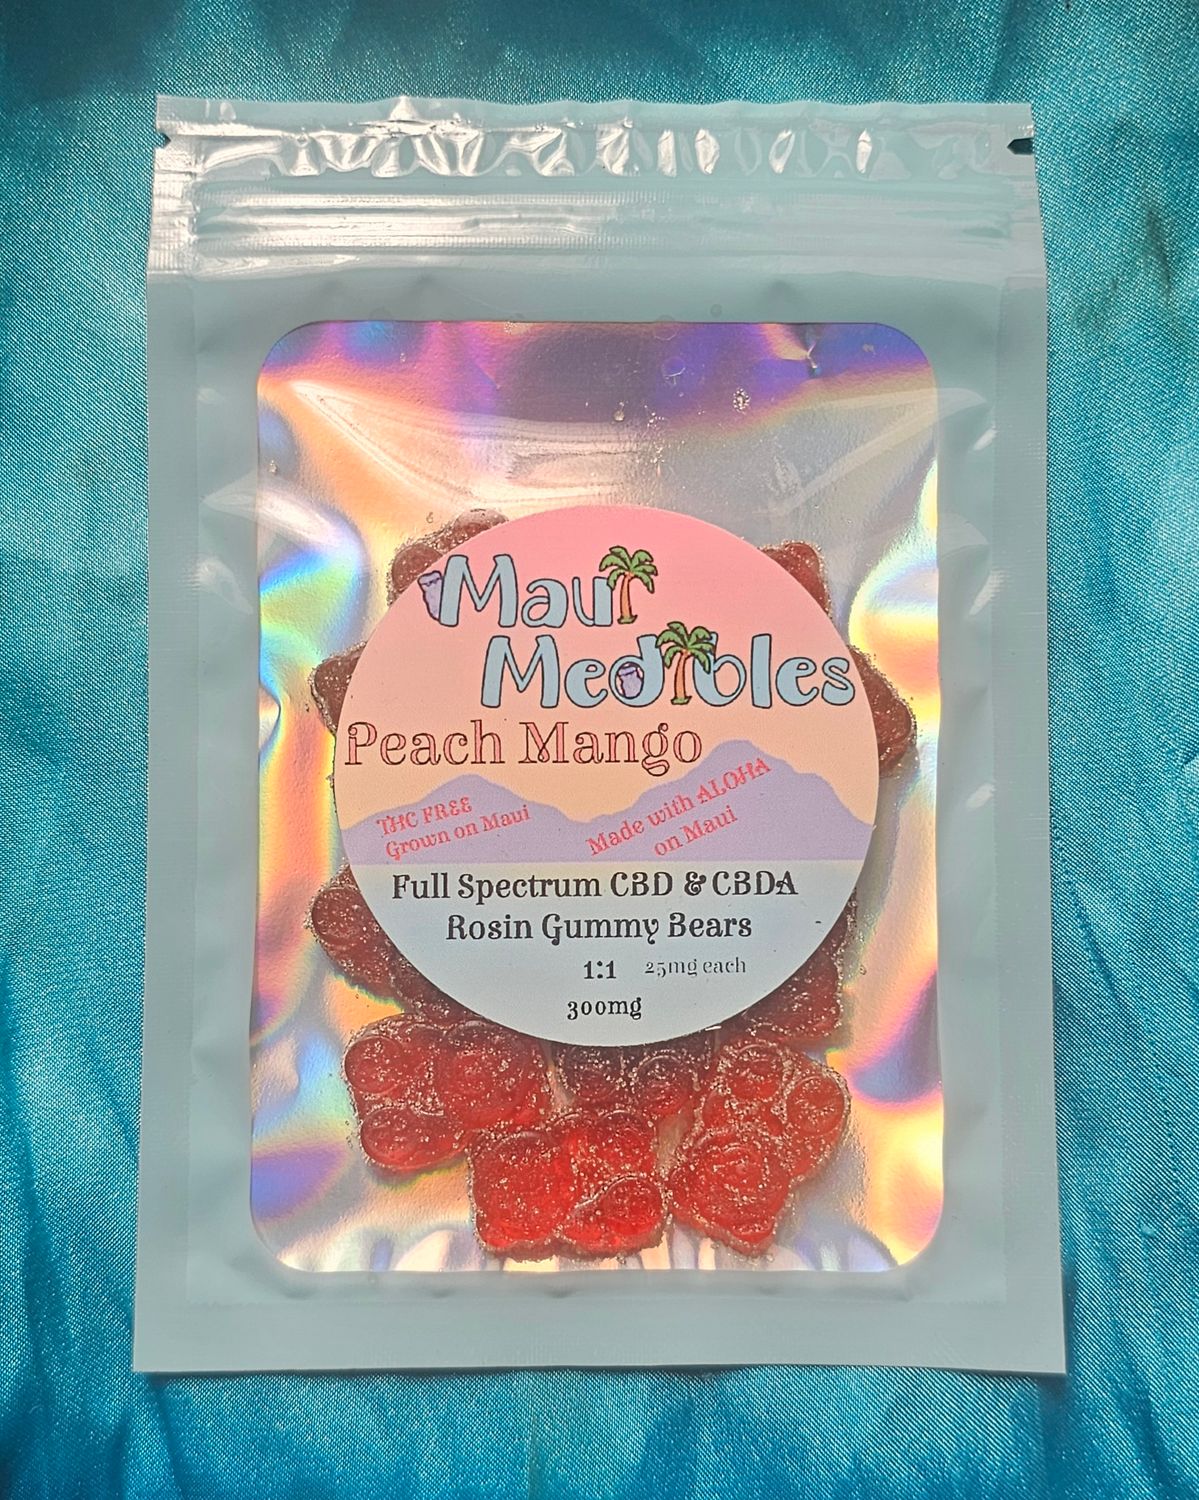 Maui
Medibles
Peach Mango
THC FREE
Grown on Maui
Made with ALOHA
on Maui
Full Spectrum CBD & CBDA
Rosin Gummy Bears
1:1 25mg each
300mg